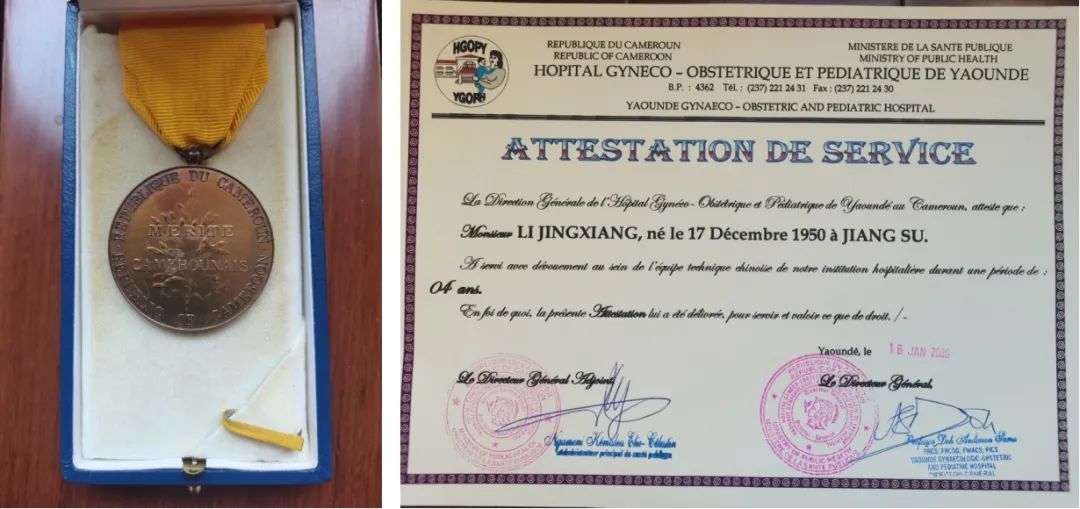 REPUBLIQUE DU CAMEROUN
MERITE
CAMEROUNAIS
HGOPY
YGOPH
REPUBLIQUE DU CAMEROUN
REPUBLIC OF CAMEROON
MINISTERE DE LA SANTE PUBLIQUE
MINISTRY OF PUBLIC HEALTH
HOPITAL GYNECO – OBSTETRIQUE ET PEDIATRIQUE DE YAOUNDE
B.P. : 4362 Tél. : (237) 221 24 31 Fax : (237) 221 24 30
YAOUNDE GYNAECO – OBSTETRIC AND PEDIATRIC HOSPITAL
ATTESTATION DE SERVICE
La Direction Générale de l'Hôpital Gynéco - Obstétrique et Pédiatrique de Yaoundé au Cameroun, atteste que :
Monsieur LI JINGXIANG, né le 17 Décembre 1950 à JIANG SU.
A servi avec dévouement au sein de l'équipe technique chinoise de notre institution hospitalière durant une période de :
04 ans.
En foi de quoi, la présente Attestation lui a été délivrée, pour servir et valoir ce que de droit. / -
Yaoundé, le 16 JAN 2006
Le Directeur Général Adjoint,
Le Directeur Général,
Administrateur principal de santé publique
FRCS; FRCOG; FWACS; FICS
YAOUNDE GYNAECOLOGIC-OBSTETRIC
AND PEDIATRIC HOSPITAL
DIRECTOR GENERAL